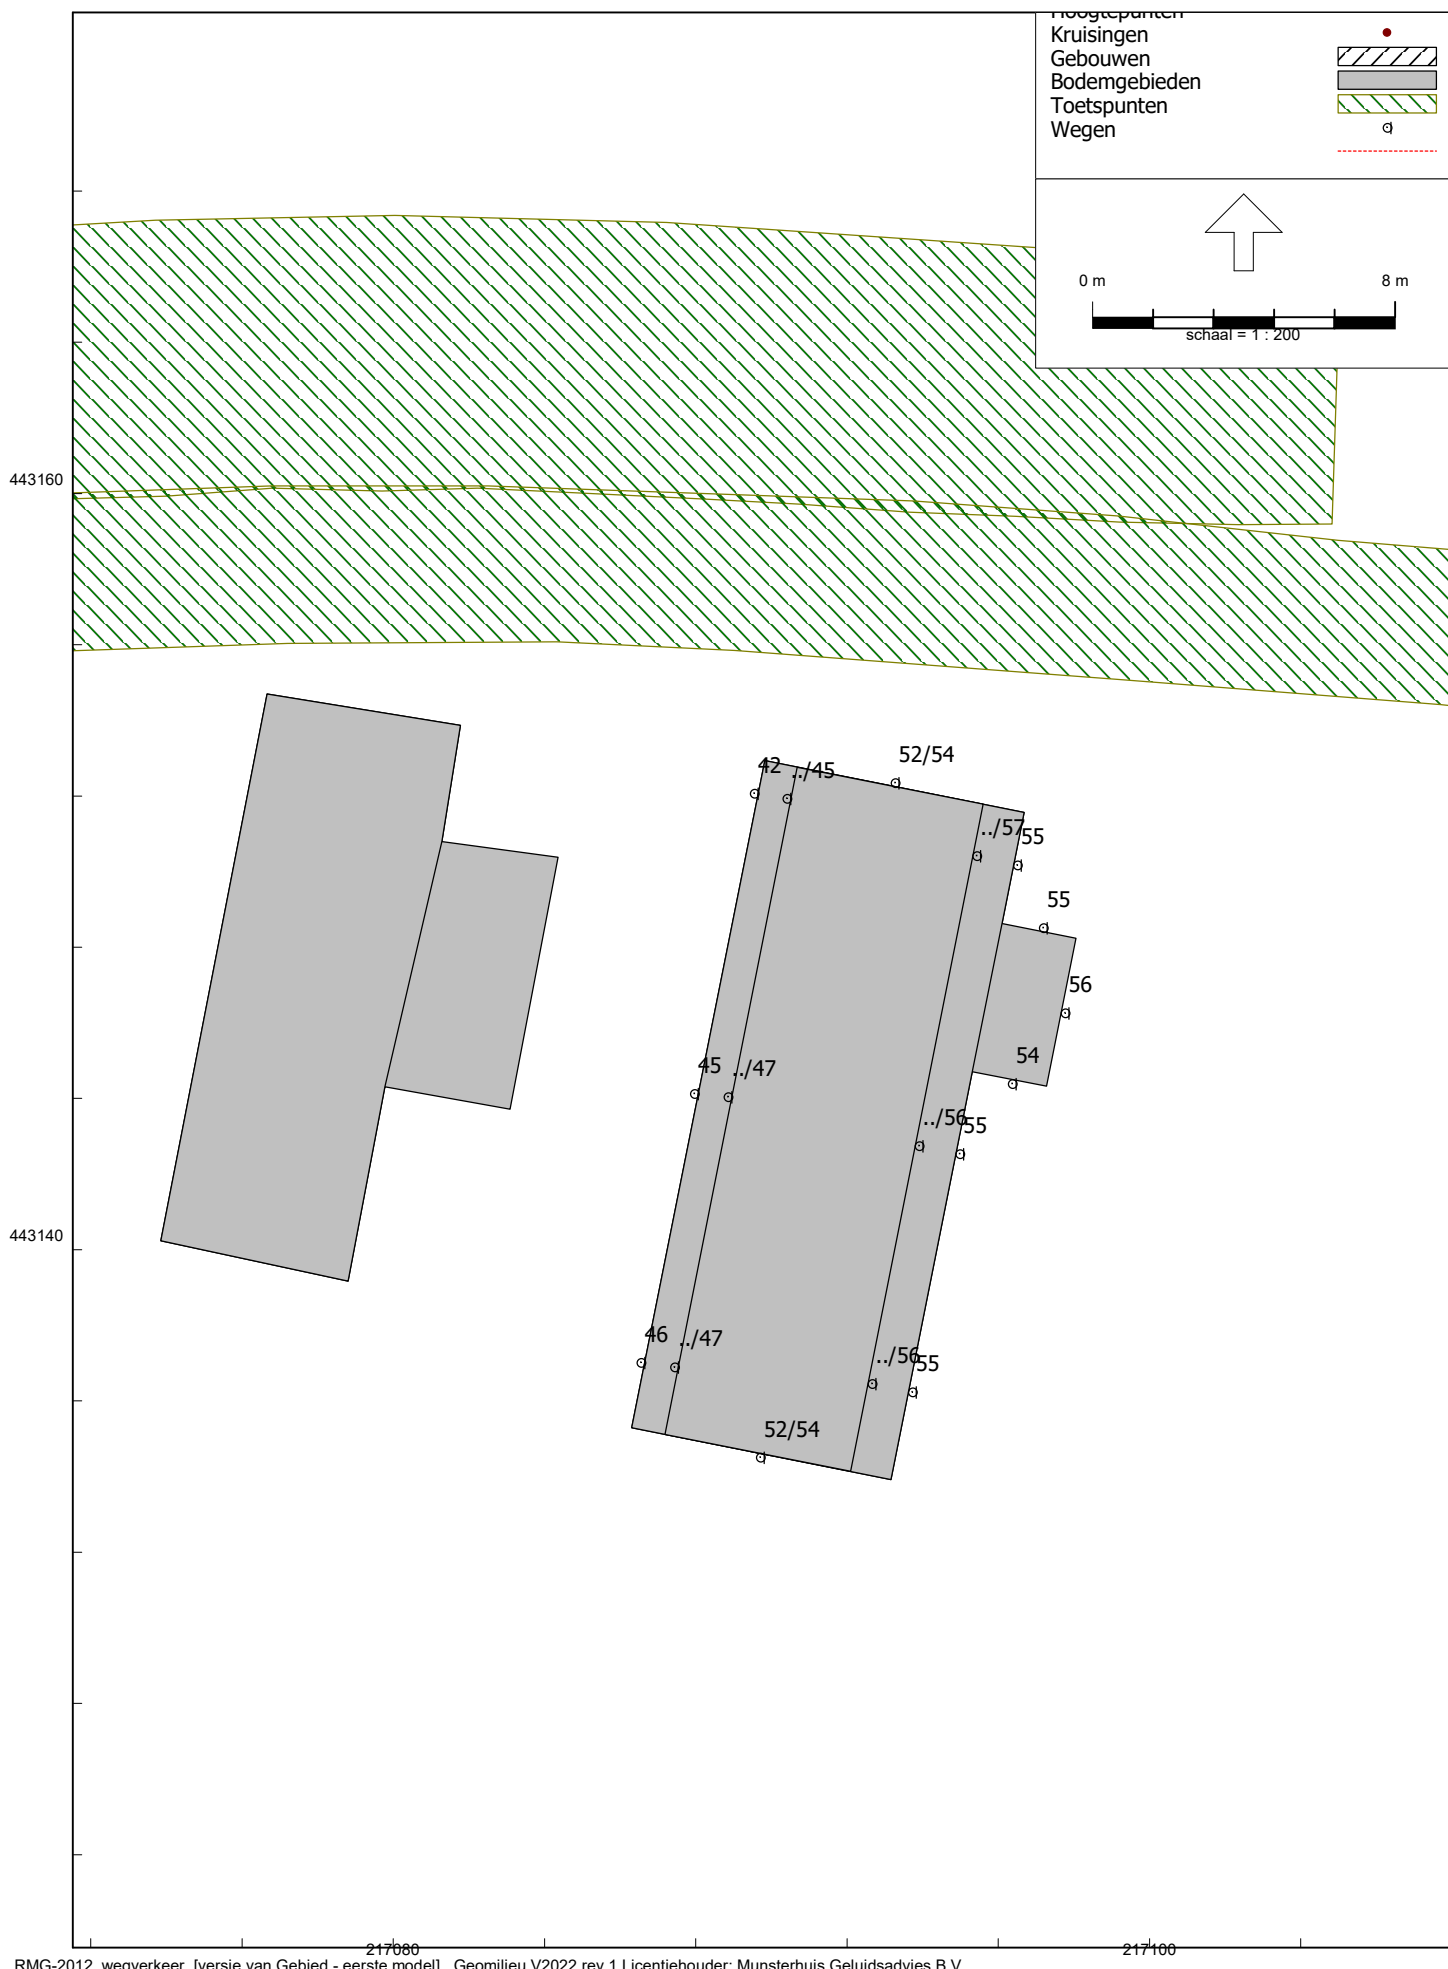 Hoogtepunten
Kruisingen
Gebouwen
Bodemgebieden
Toetspunten
Wegen
0 m
8 m
schaal = 1 : 200
443160
52/54
42
../45
../57
55
55
56
54
45
../47
../56
55
443140
46
../47
../56
55
52/54
217080
217100
RMG-2012, wegverkeer, [versie van Gebied - eerste model] , Geomilieu V2022 rev 1 Licentiehouder: Munsterhuis Geluidsadvies B.V.